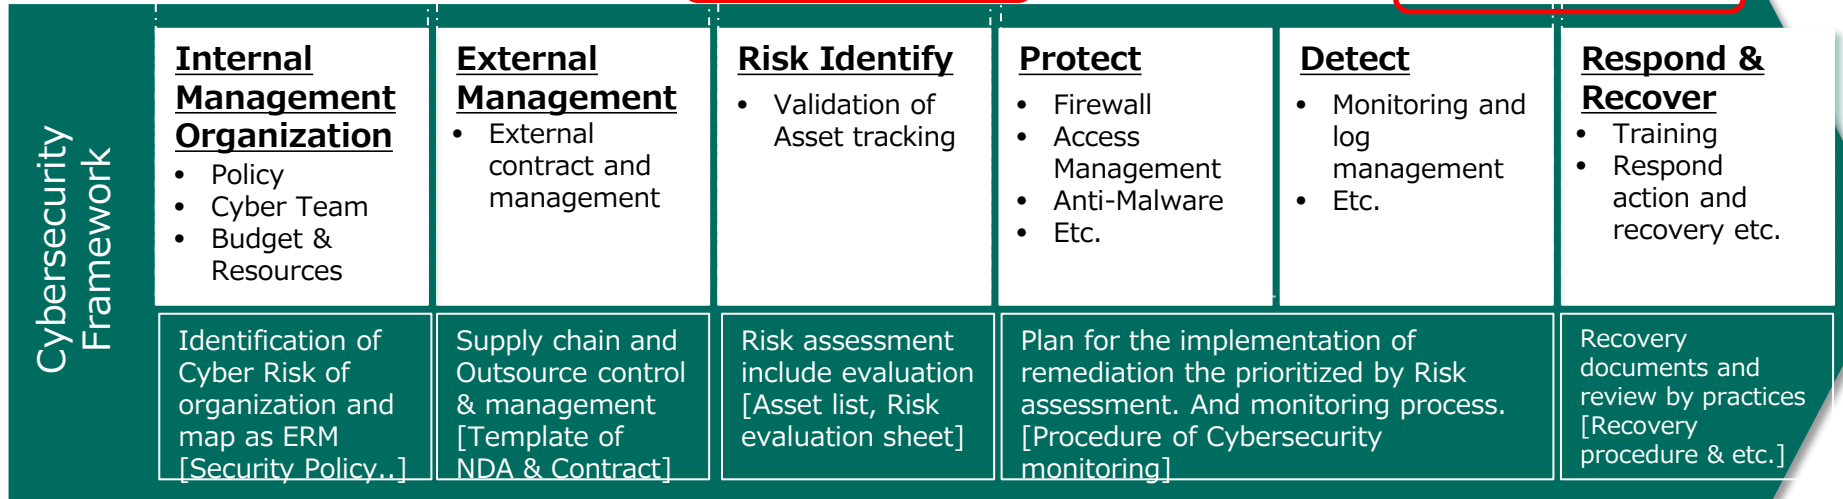 Cybersecurity
Framework
Internal
Management
Organization
• Policy
• Cyber Team
• Budget &
Resources
External
Management
• External
contract and
management
Risk Identify
• Validation of
Asset tracking
Protect
• Firewall
• Access
Management
• Anti-Malware
• Etc.
Detect
• Monitoring and
log
management
• Etc.
Respond &
Recover
• Training
• Respond
action and
recovery etc.
Identification of
Cyber Risk of
organization and
map as ERM
[Security Policy..]
Supply chain and
Outsource control
& management
[Template of
NDA & Contract]
Risk assessment
include evaluation
[Asset list, Risk
evaluation sheet]
Plan for the implementation of
remediation the prioritized by Risk
assessment. And monitoring process.
[Procedure of Cybersecurity
monitoring]
Recovery
documents and
review by practices
[Recovery
procedure & etc.]